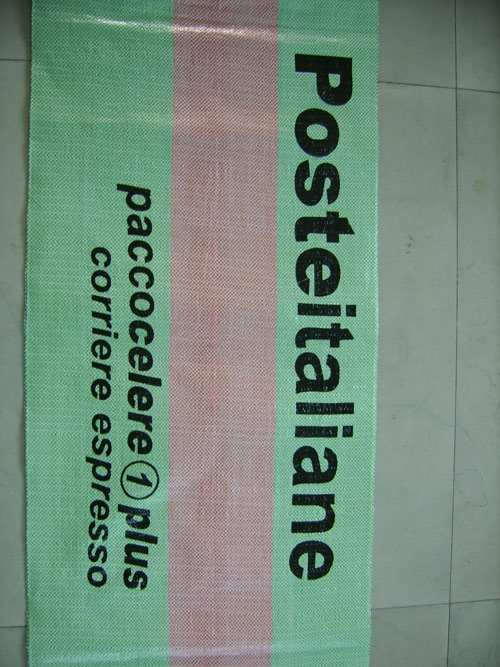 Posteitaliane
paccocelere 1 plus
corriere espresso